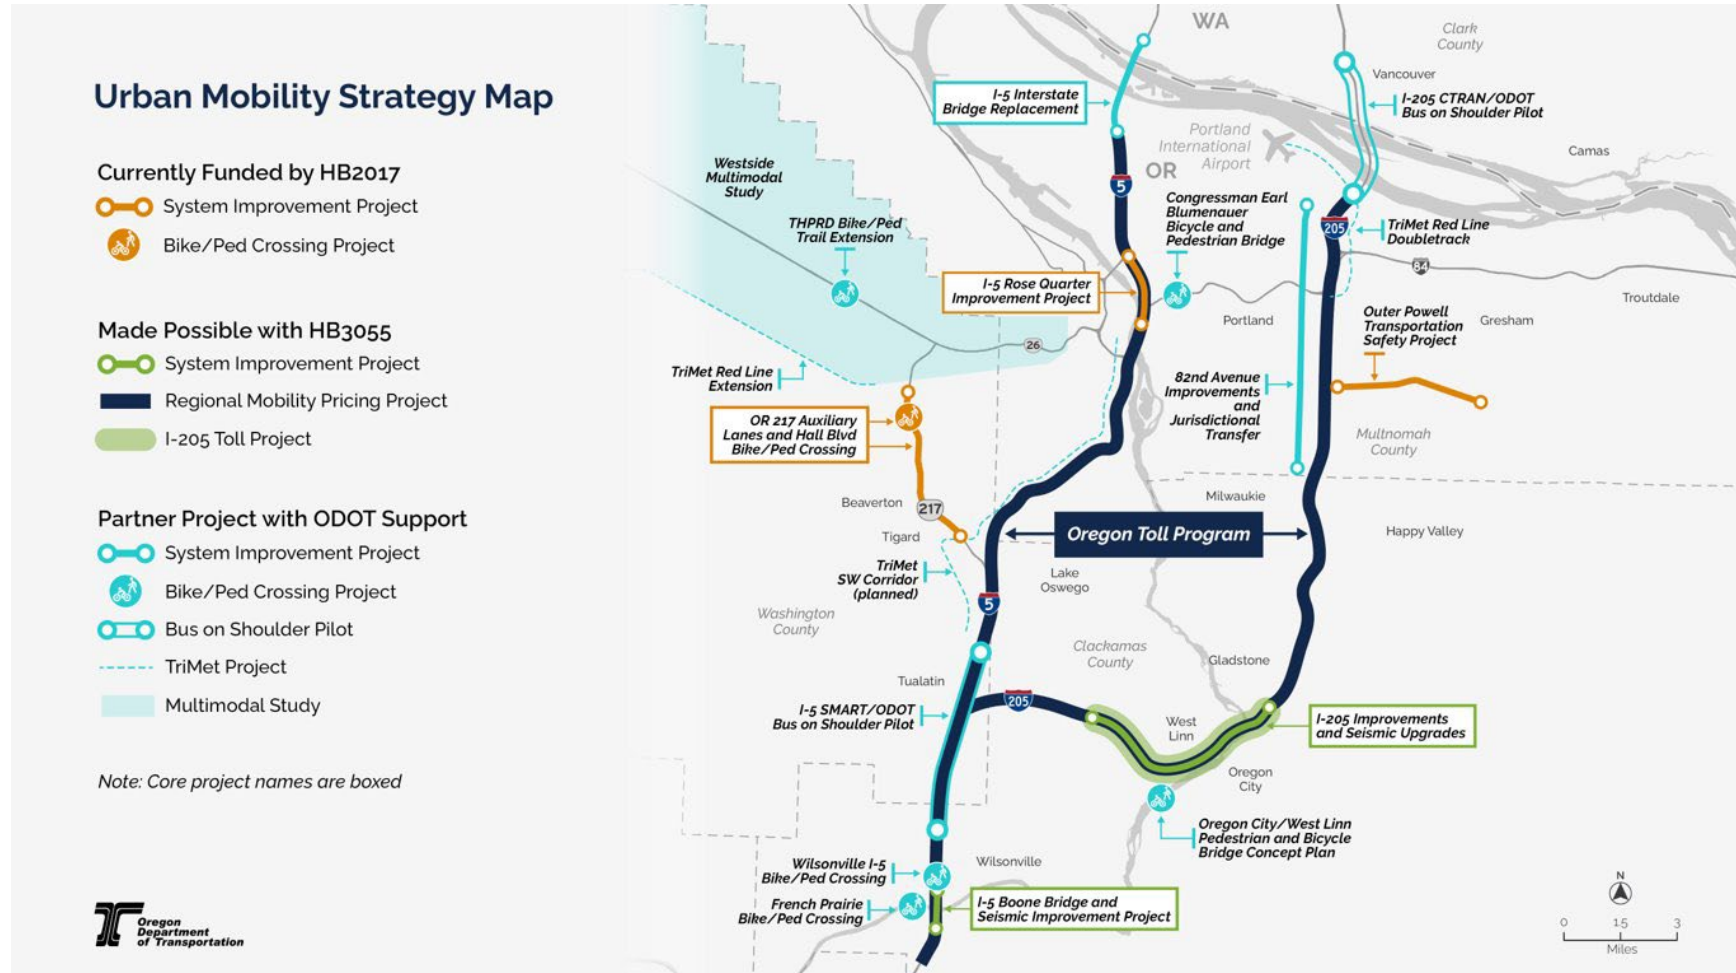 Urban Mobility Strategy Map
Currently Funded by HB2017
System Improvement Project
Bike/Ped Crossing Project
Made Possible with HB3055
System Improvement Project
Regional Mobility Pricing Project
I-205 Toll Project
Partner Project with ODOT Support
System Improvement Project
Bike/Ped Crossing Project
Bus on Shoulder Pilot
TriMet Project
Multimodal Study
Note: Core project names are boxed
Oregon
Department
of Transportation
WA
Clark
County
Vancouver
I-5 Interstate
Bridge Replacement
I-205 CTRAN/ODOT
Bus on Shoulder Pilot
Portland
International
Airport
Camas
OR
Westside
Multimodal
Study
5
THPRD Bike/Ped
Trail Extension
Congressman Earl
Blumenauer
Bicycle and
Pedestrian Bridge
205
TriMet Red Line
Doubletrack
84
I-5 Rose Quarter
Improvement Project
Troutdale
Portland
Outer Powell
Transportation
Safety Project
Gresham
26
TriMet Red Line
Extension
82nd Avenue
Improvements
and
Jurisdictional
Transfer
OR 217 Auxiliary
Lanes and Hall Blvd
Bike/Ped Crossing
Multnomah
County
Beaverton
217
Milwaukie
Tigard
Oregon Toll Program
Happy Valley
TriMet
SW Corridor
(planned)
Lake
Oswego
5
Washington
County
Clackamas
County
Gladstone
Tualatin
205
I-5 SMART/ODOT
Bus on Shoulder Pilot
West
Linn
I-205 Improvements
and Seismic Upgrades
Oregon
City
Oregon City/West Linn
Pedestrian and Bicycle
Bridge Concept Plan
Wilsonville I-5
Bike/Ped Crossing
Wilsonville
French Prairie
Bike/Ped Crossing
I-5 Boone Bridge and
Seismic Improvement Project
N
0 1.5 3
Miles